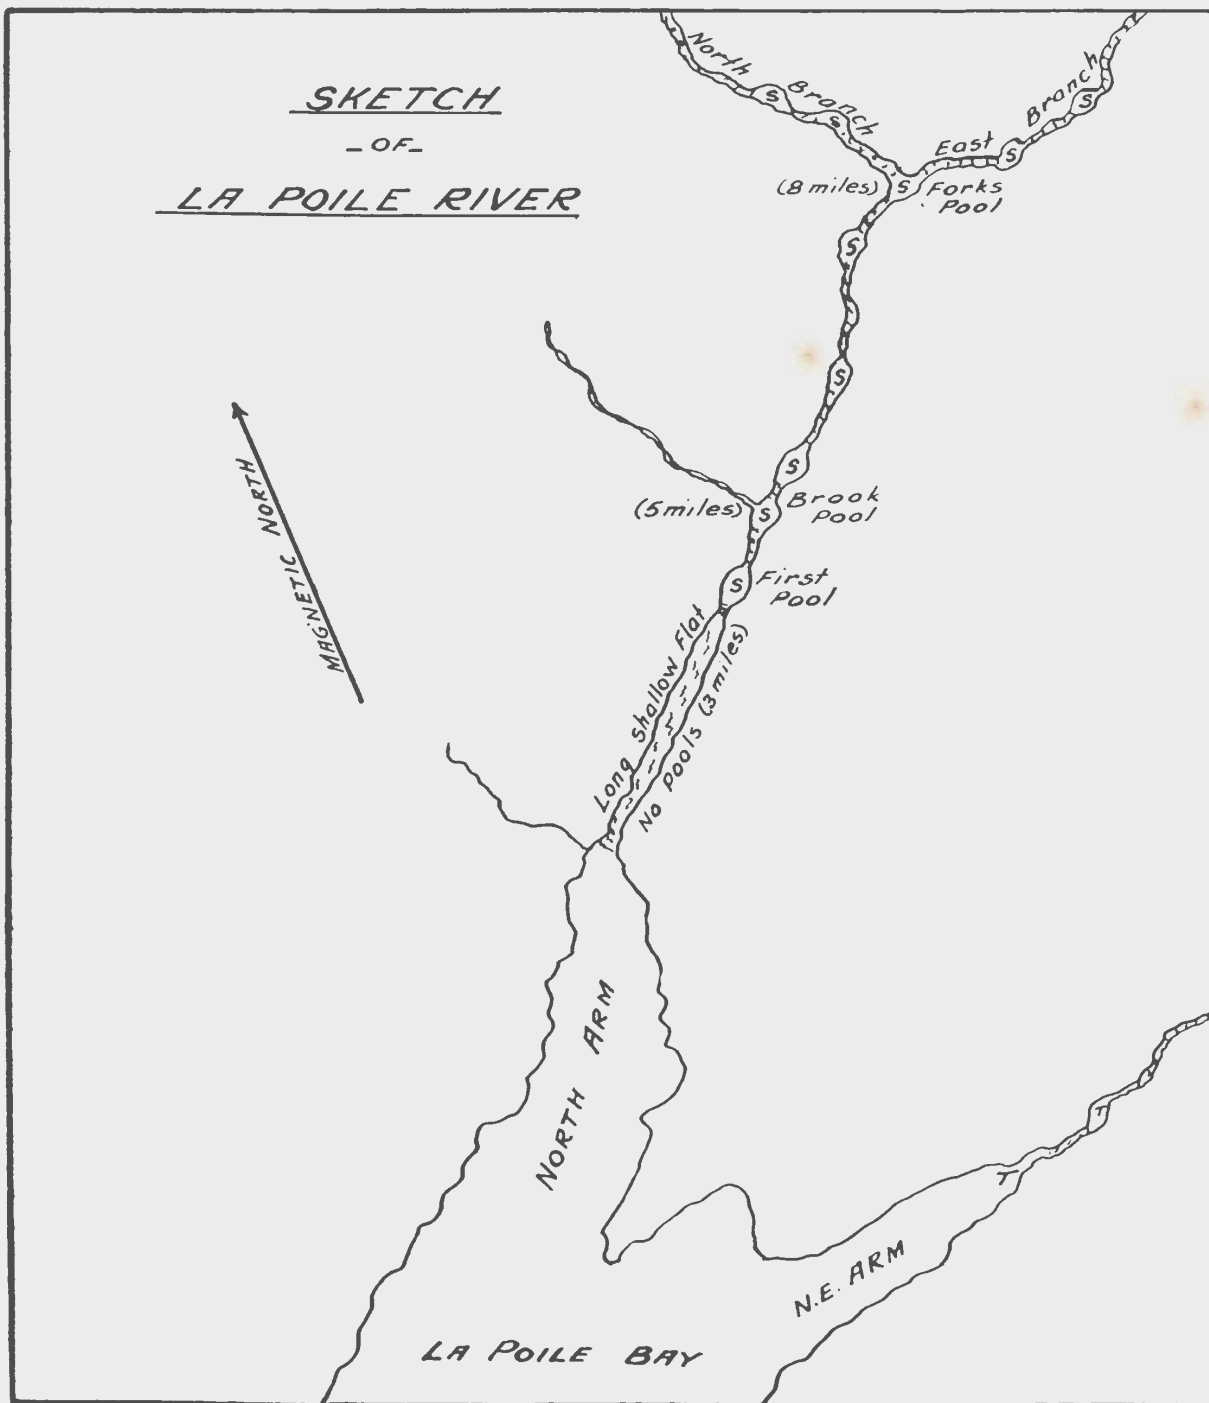 SKETCH
- OF -
LA POILE RIVER
North Branch
East Branch
S
S
S
S
(8 miles)
S
Forks
Pool
S
S
S
(5 miles)
S
Brook
Pool
S
First
Pool
MAGNETIC NORTH
Long shallow Flat
No Pools (3 miles)
NORTH ARM
T
T
N.E. ARM
LA POILE BAY